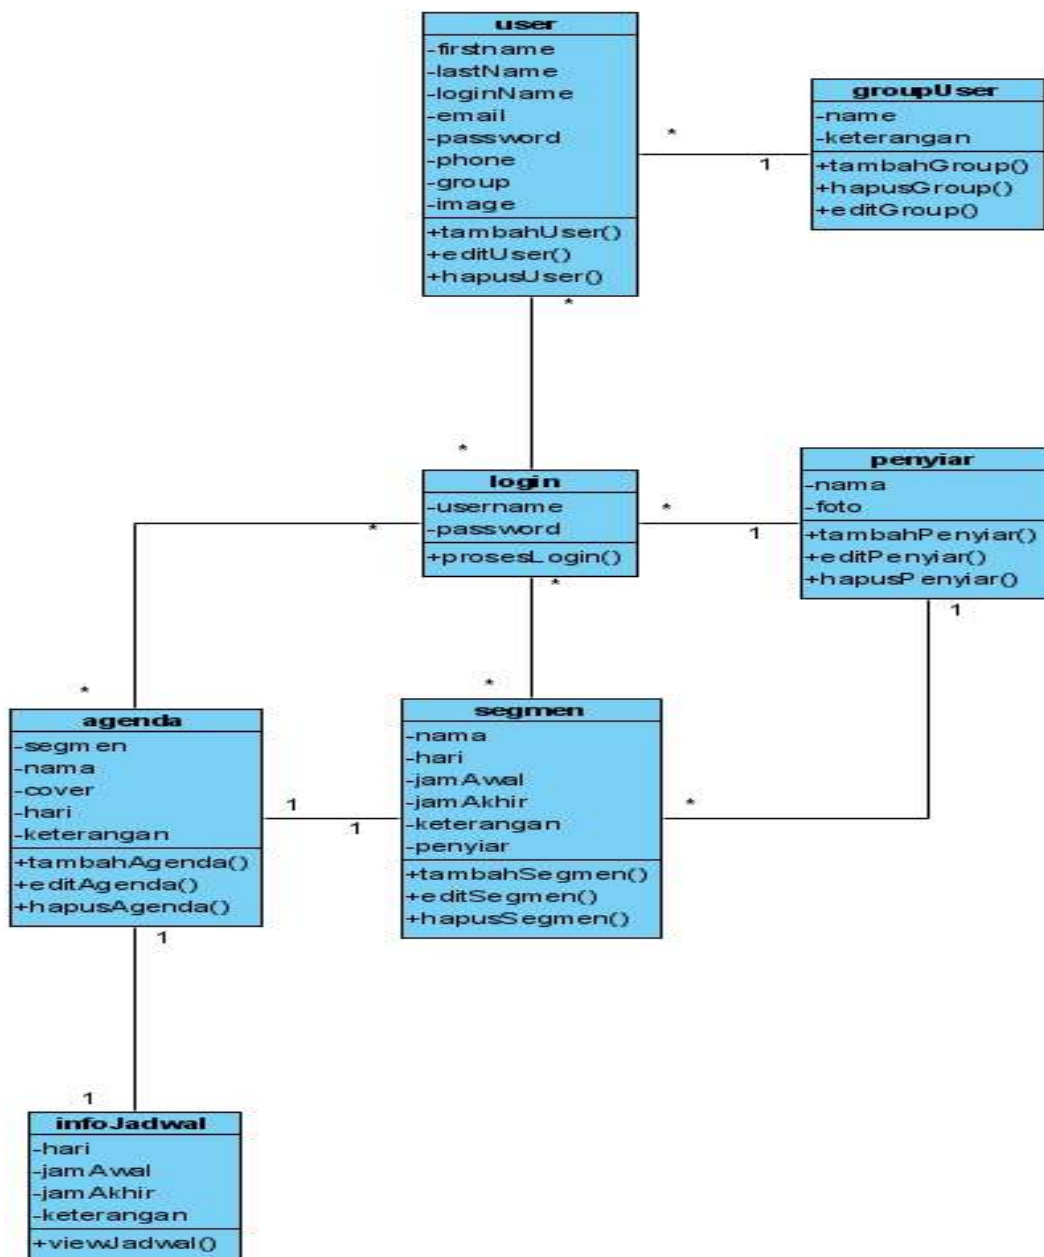 user
-firstname
-lastName
-loginName
-email
-password
-phone
-group
-image
+tambahUser()
+editUser()
+hapusUser()
*
1
groupUser
-name
-keterangan
+tambahGroup()
+hapusGroup()
+editGroup()
*
*
login
-username
-password
+prosesLogin()
*
1
penyiar
-nama
-foto
+tambahPenyiar()
+editPenyiar()
+hapusPenyiar()
*
*
1
*
*
agenda
-segmen
-nama
-cover
-hari
-keterangan
+tambahAgenda()
+editAgenda()
+hapusAgenda()
1
1
segmen
-nama
-hari
-jamAwal
-jamAkhir
-keterangan
-penyiar
+tambahSegmen()
+editSegmen()
+hapusSegmen()
*
1
1
infoJadwal
-hari
-jamAwal
-jamAkhir
-keterangan
+viewJadwal()